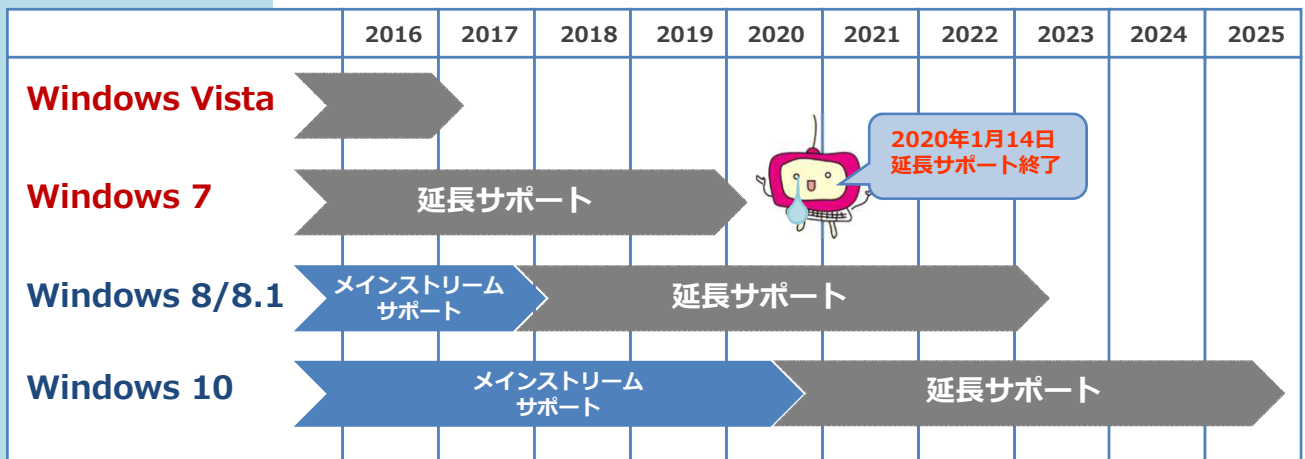 2016 2017 2018 2019 2020 2021 2022 2023 2024 2025
Windows Vista
2020年1月14日
延長サポート終了
Windows 7
延長サポート
Windows 8/8.1
メインストリーム
サポート
延長サポート
Windows 10
メインストリーム
サポート
延長サポート